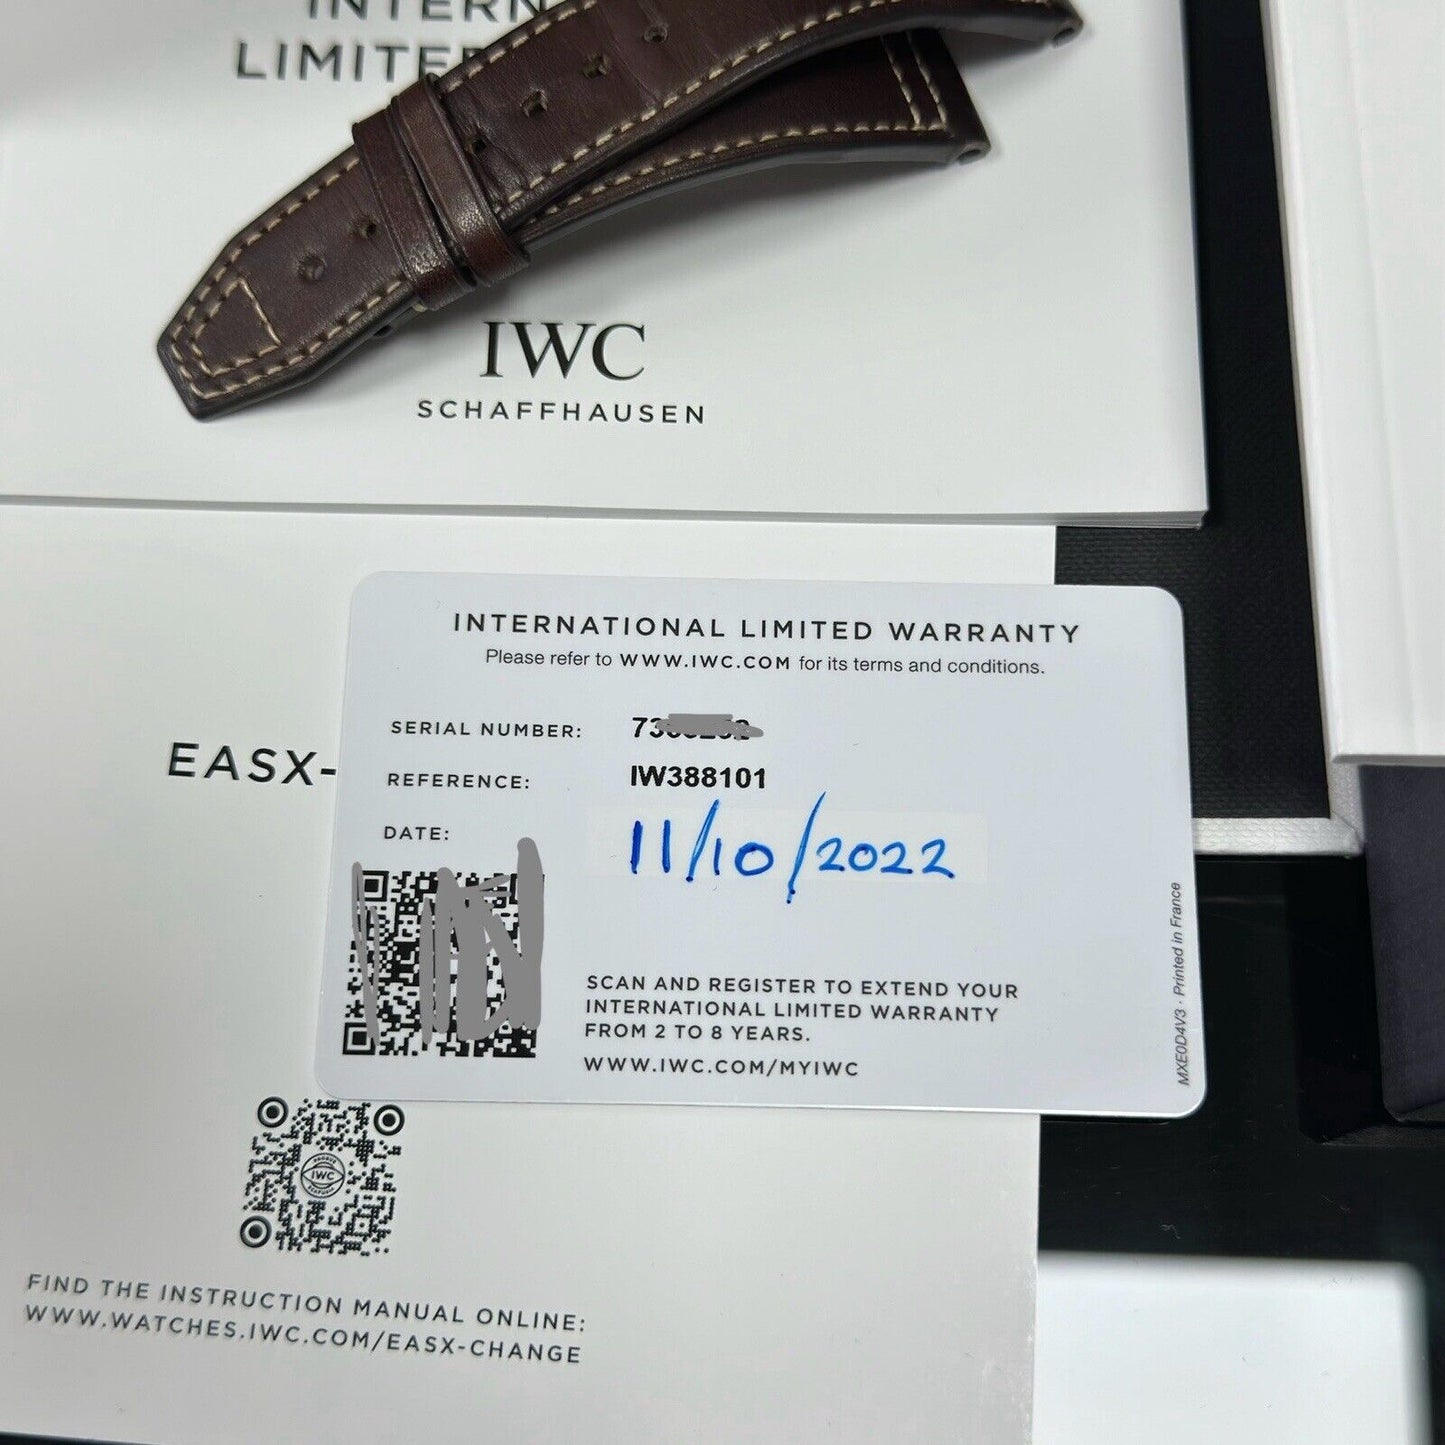 INTERN
LIMITE
IWC
SCHAFFHAUSEN
INTERNATIONAL LIMITED WARRANTY
Please refer to WWW.IWC.COM for its terms and conditions.
SERIAL NUMBER:
REFERENCE: IW388101
DATE: 11/10/2022
EASX-
SCAN AND REGISTER TO EXTEND YOUR
INTERNATIONAL LIMITED WARRANTY
FROM 2 TO 8 YEARS.
WWW.IWC.COM/MYIWC
MXE0D4V3 · Printed in France
IWC
FIND THE INSTRUCTION MANUAL ONLINE:
WWW.WATCHES.IWC.COM/EASX-CHANGE